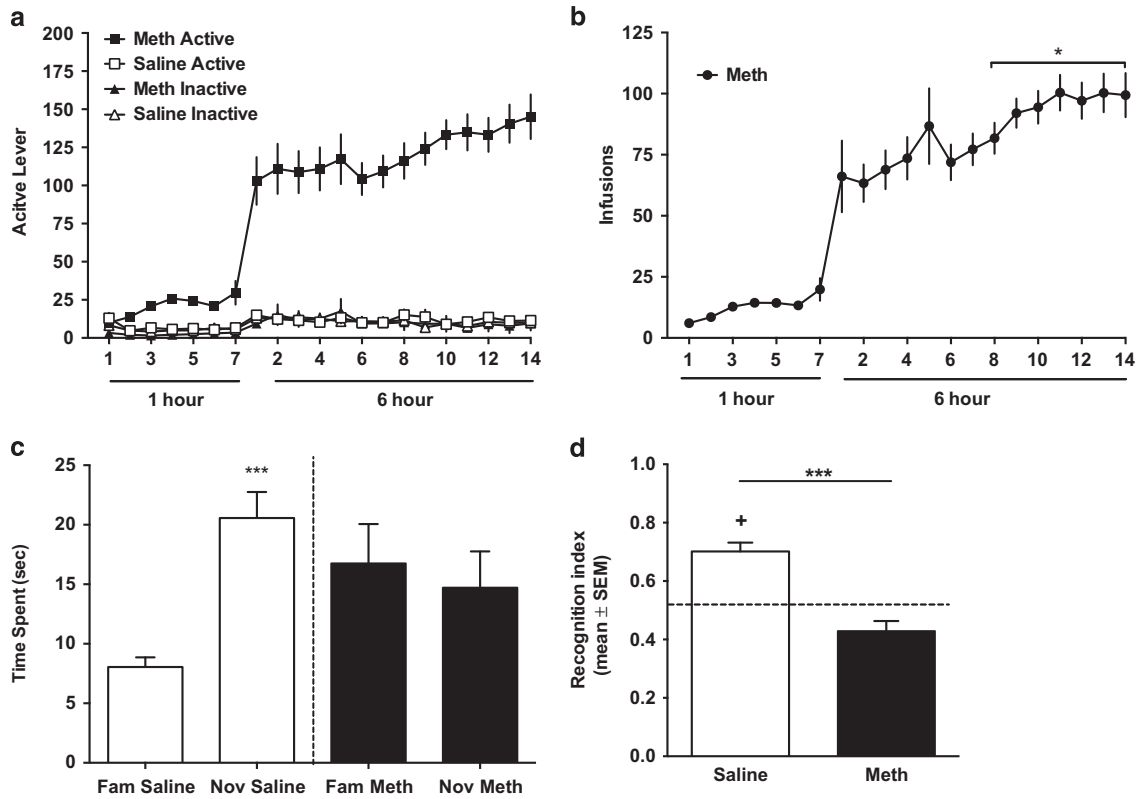 a
200
175
150
125
100
75
50
25
0
Acitve Lever
Meth Active
Saline Active
Meth Inactive
Saline Inactive
1 3 5 7 2 4 6 8 10 12 14
1 hour 6 hour
b
125
100
75
50
25
0
Infusions
Meth
*
1 3 5 7 2 4 6 8 10 12 14
1 hour 6 hour
c
25
20
15
10
5
0
Time Spent (sec)
***
Fam Saline Nov Saline Fam Meth Nov Meth
d
1.0
0.8
0.6
0.4
0.2
0.0
Recognition index
(mean ± SEM)
***
+
Saline Meth